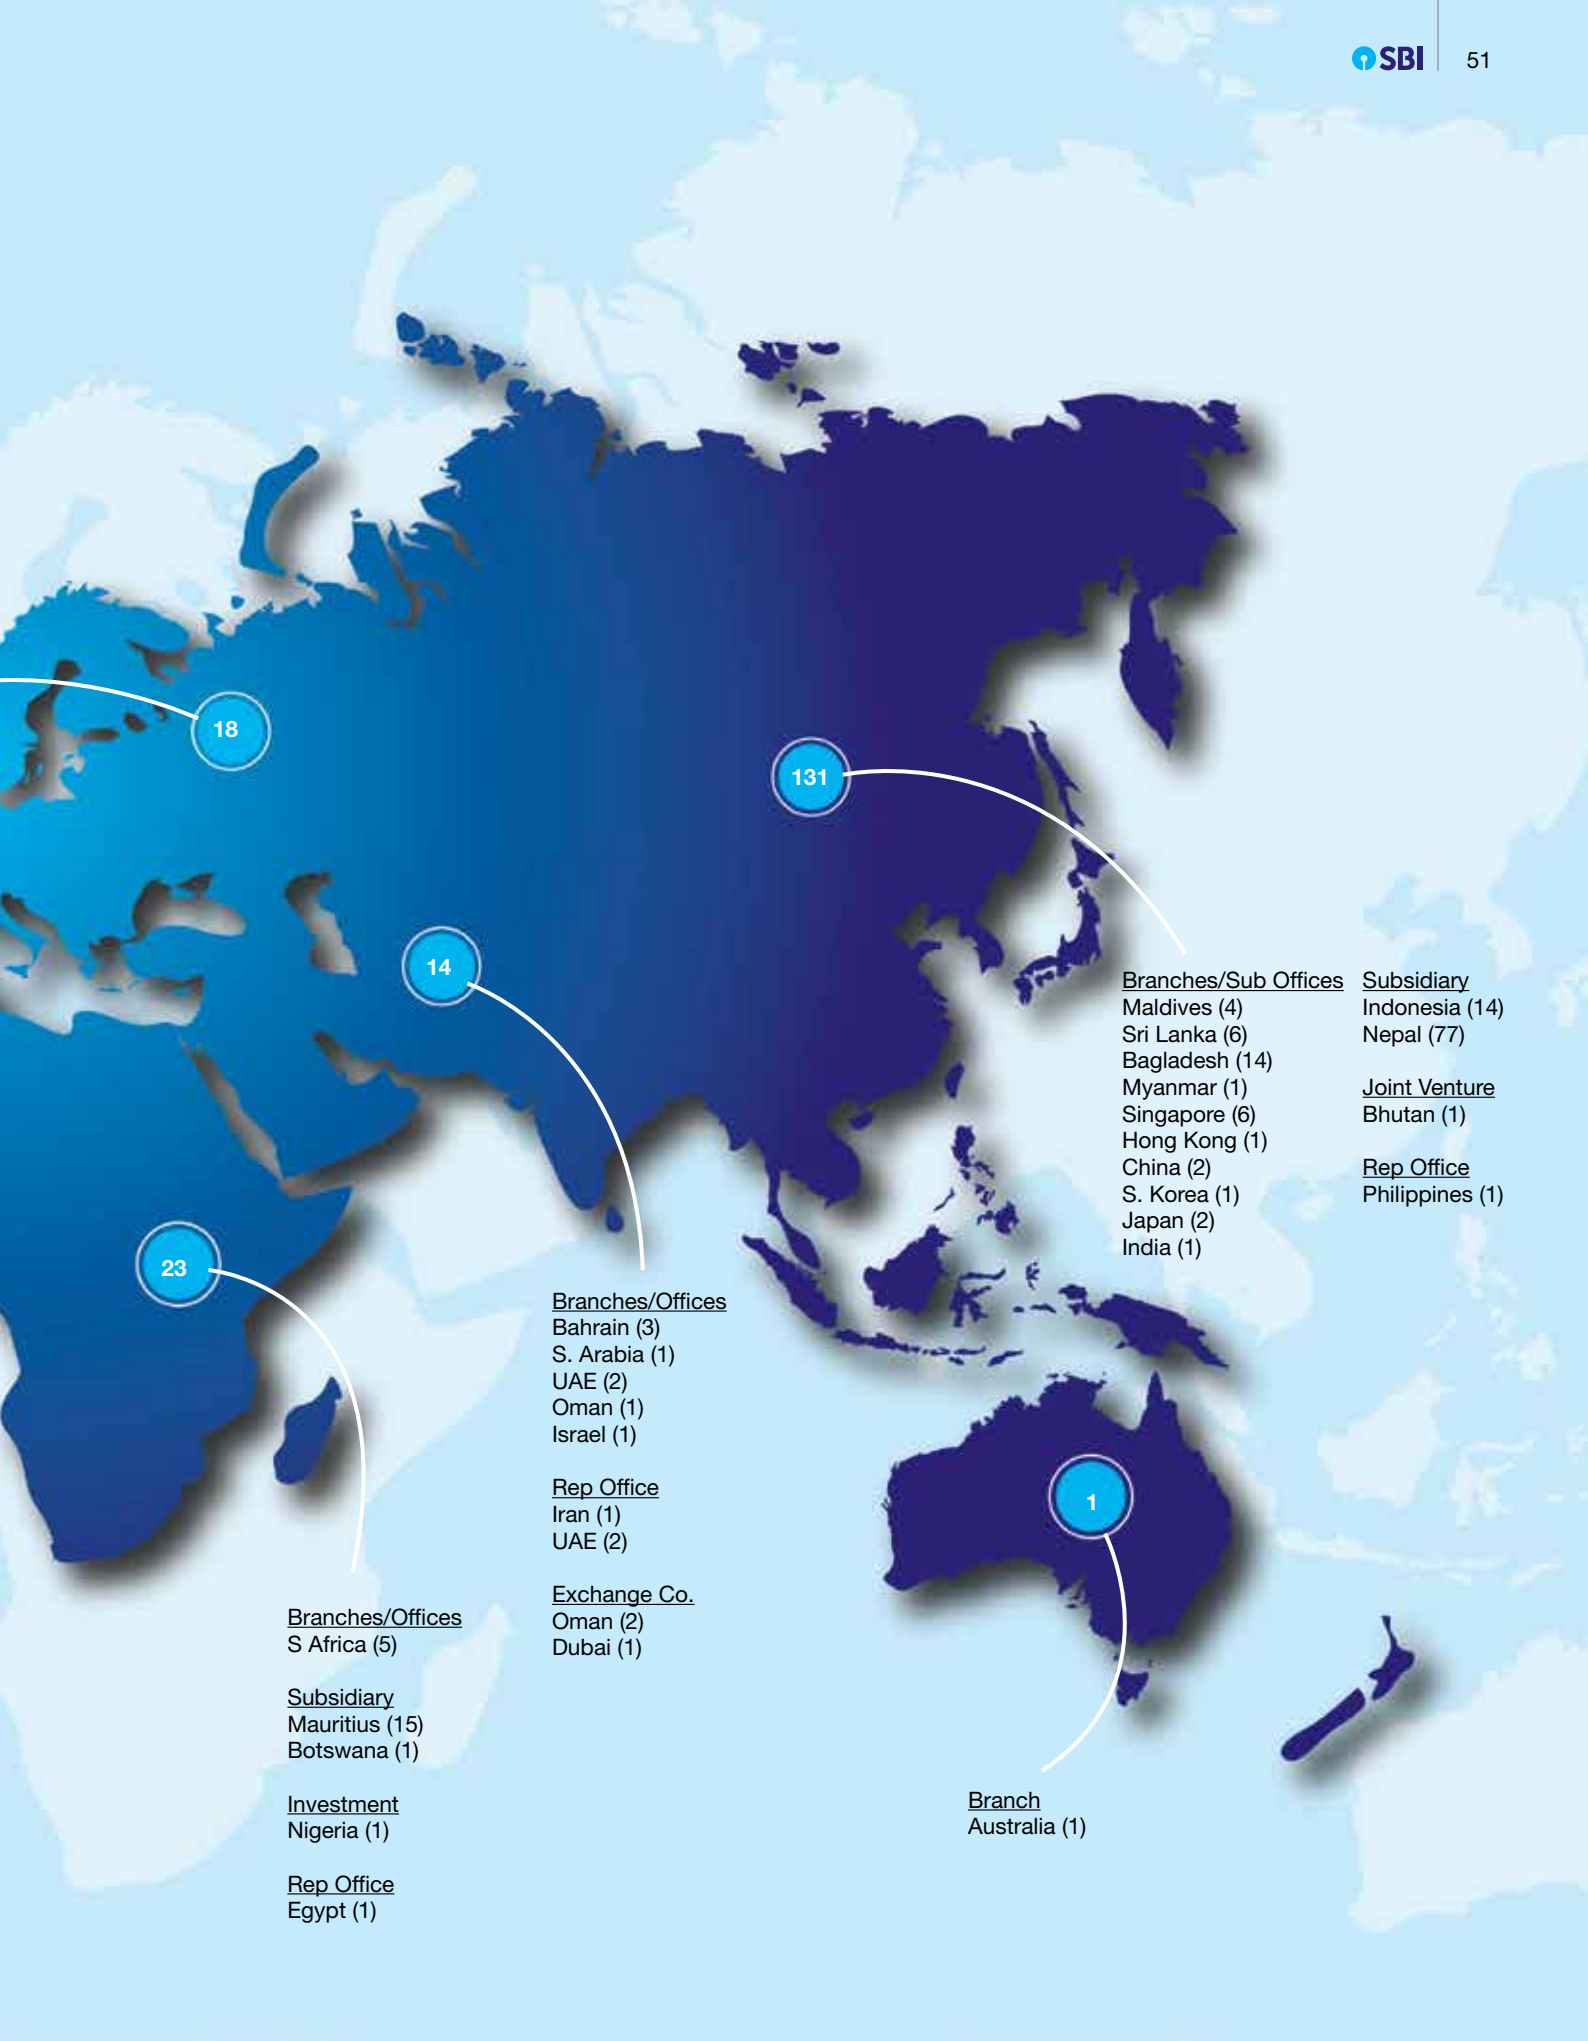 SBI
51
18
131
14
23
1
Branches/Sub Offices
Maldives (4)
Sri Lanka (6)
Bagladesh (14)
Myanmar (1)
Singapore (6)
Hong Kong (1)
China (2)
S. Korea (1)
Japan (2)
India (1)
Subsidiary
Indonesia (14)
Nepal (77)
Joint Venture
Bhutan (1)
Rep Office
Philippines (1)
Branches/Offices
Bahrain (3)
S. Arabia (1)
UAE (2)
Oman (1)
Israel (1)
Rep Office
Iran (1)
UAE (2)
Exchange Co.
Oman (2)
Dubai (1)
Branches/Offices
S Africa (5)
Subsidiary
Mauritius (15)
Botswana (1)
Investment
Nigeria (1)
Rep Office
Egypt (1)
Branch
Australia (1)